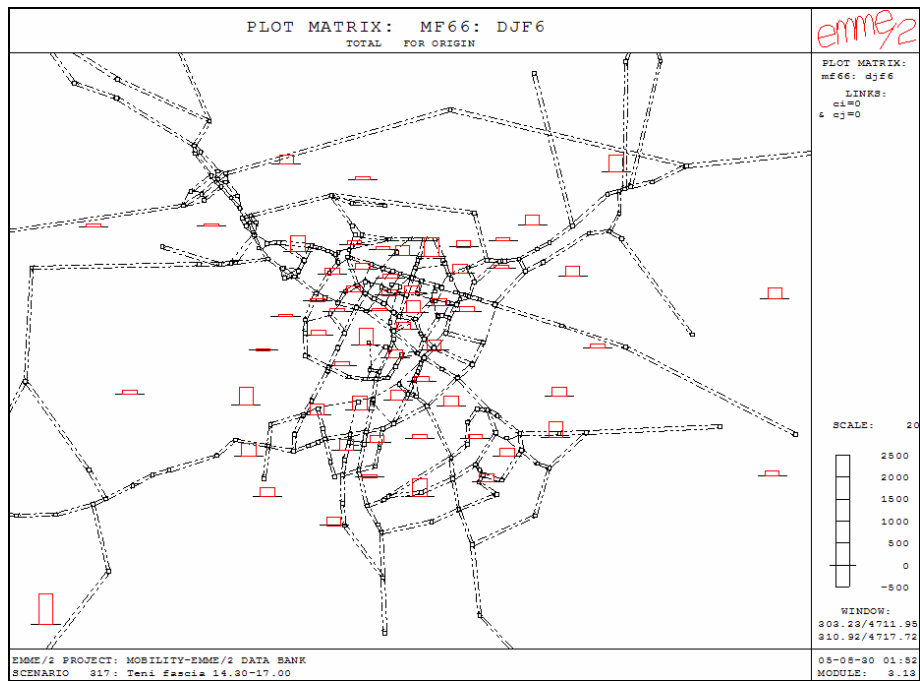 PLOT MATRIX: MF66: DJF6
TOTAL FOR ORIGIN
emme/2
PLOT MATRIX:
mf66: djf6
LINKS:
ci=0
& cj=0
SCALE: 20
2500
2000
1500
1000
500
0
-500
WINDOW:
303.23/4711.95
310.92/4717.72
EMME/2 PROJECT: MOBILITY-EMME/2 DATA BANK
SCENARIO 317: Teni fascia 14.30-17.00
05-08-30 01:52
MODULE: 3.13